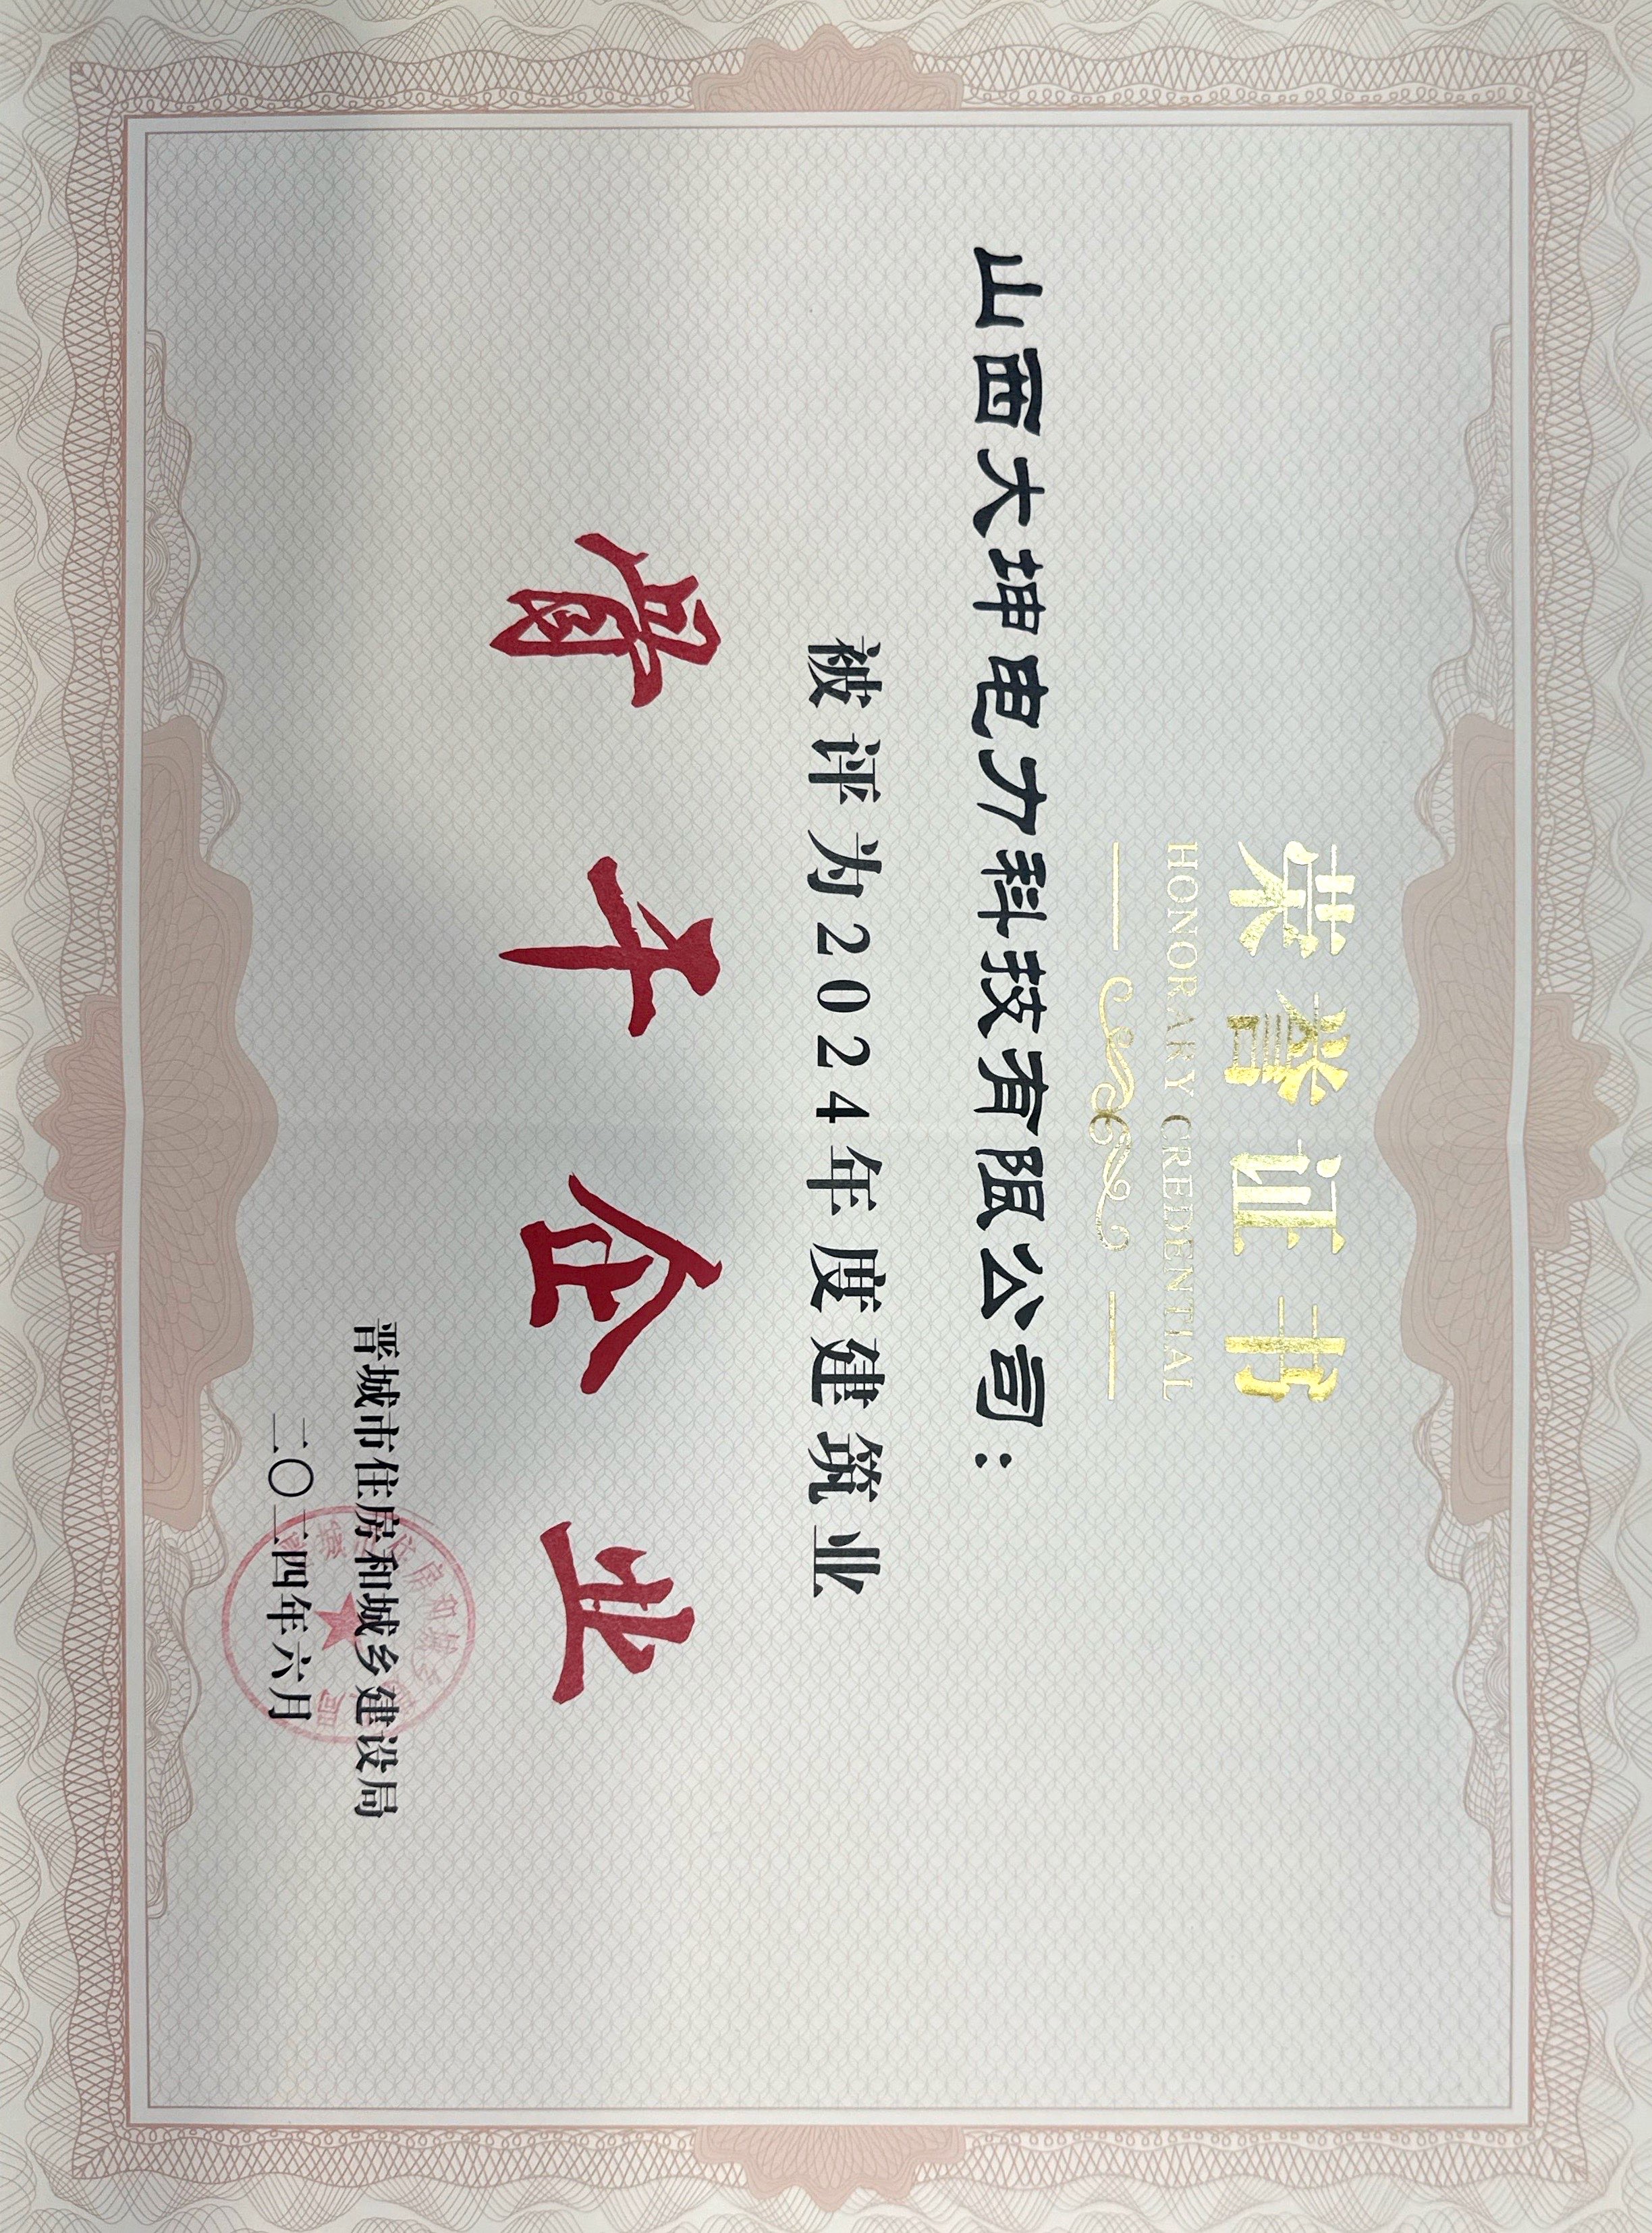 荣誉证书
HONORARY CREDENTIAL
山西大坤电力科技有限公司：
被评为2024年度建筑业
骨干企业
晋城市住房和城乡建设局
二〇二四年六月